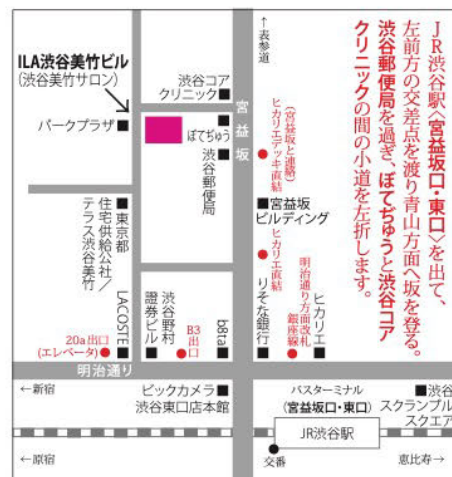 JR渋谷駅〈宮益坂口・東口〉を出て、
左前方の交差点を渡り青山方面へ坂を登る。
渋谷郵便局を過ぎ、ぼてぢゅうと渋谷コア
クリニックの間の小道を左折します。
↑表参道
ILA渋谷美竹ビル
(渋谷美竹サロン)
パークプラザ
渋谷コア
クリニック
宮益坂
ぼてぢゅう
渋谷郵便局
ヒカリエデッキ直結
(宮益坂と連絡)
宮益坂
ビルディング
ヒカリエ直結
東京都
住宅供給公社/
テラス渋谷美竹
LACOSTE
20a出口
(エレベータ)
渋谷野村
證券ビル
B3
出口
b8ta
りそな銀行
明治通り方面改札
銀座線
ヒカリエ
明治通り
←新宿
ビックカメラ
渋谷東口店本館
バスターミナル
(宮益坂口・東口)
渋谷
スクランブル
スクエア
JR渋谷駅
←原宿
交番
恵比寿→